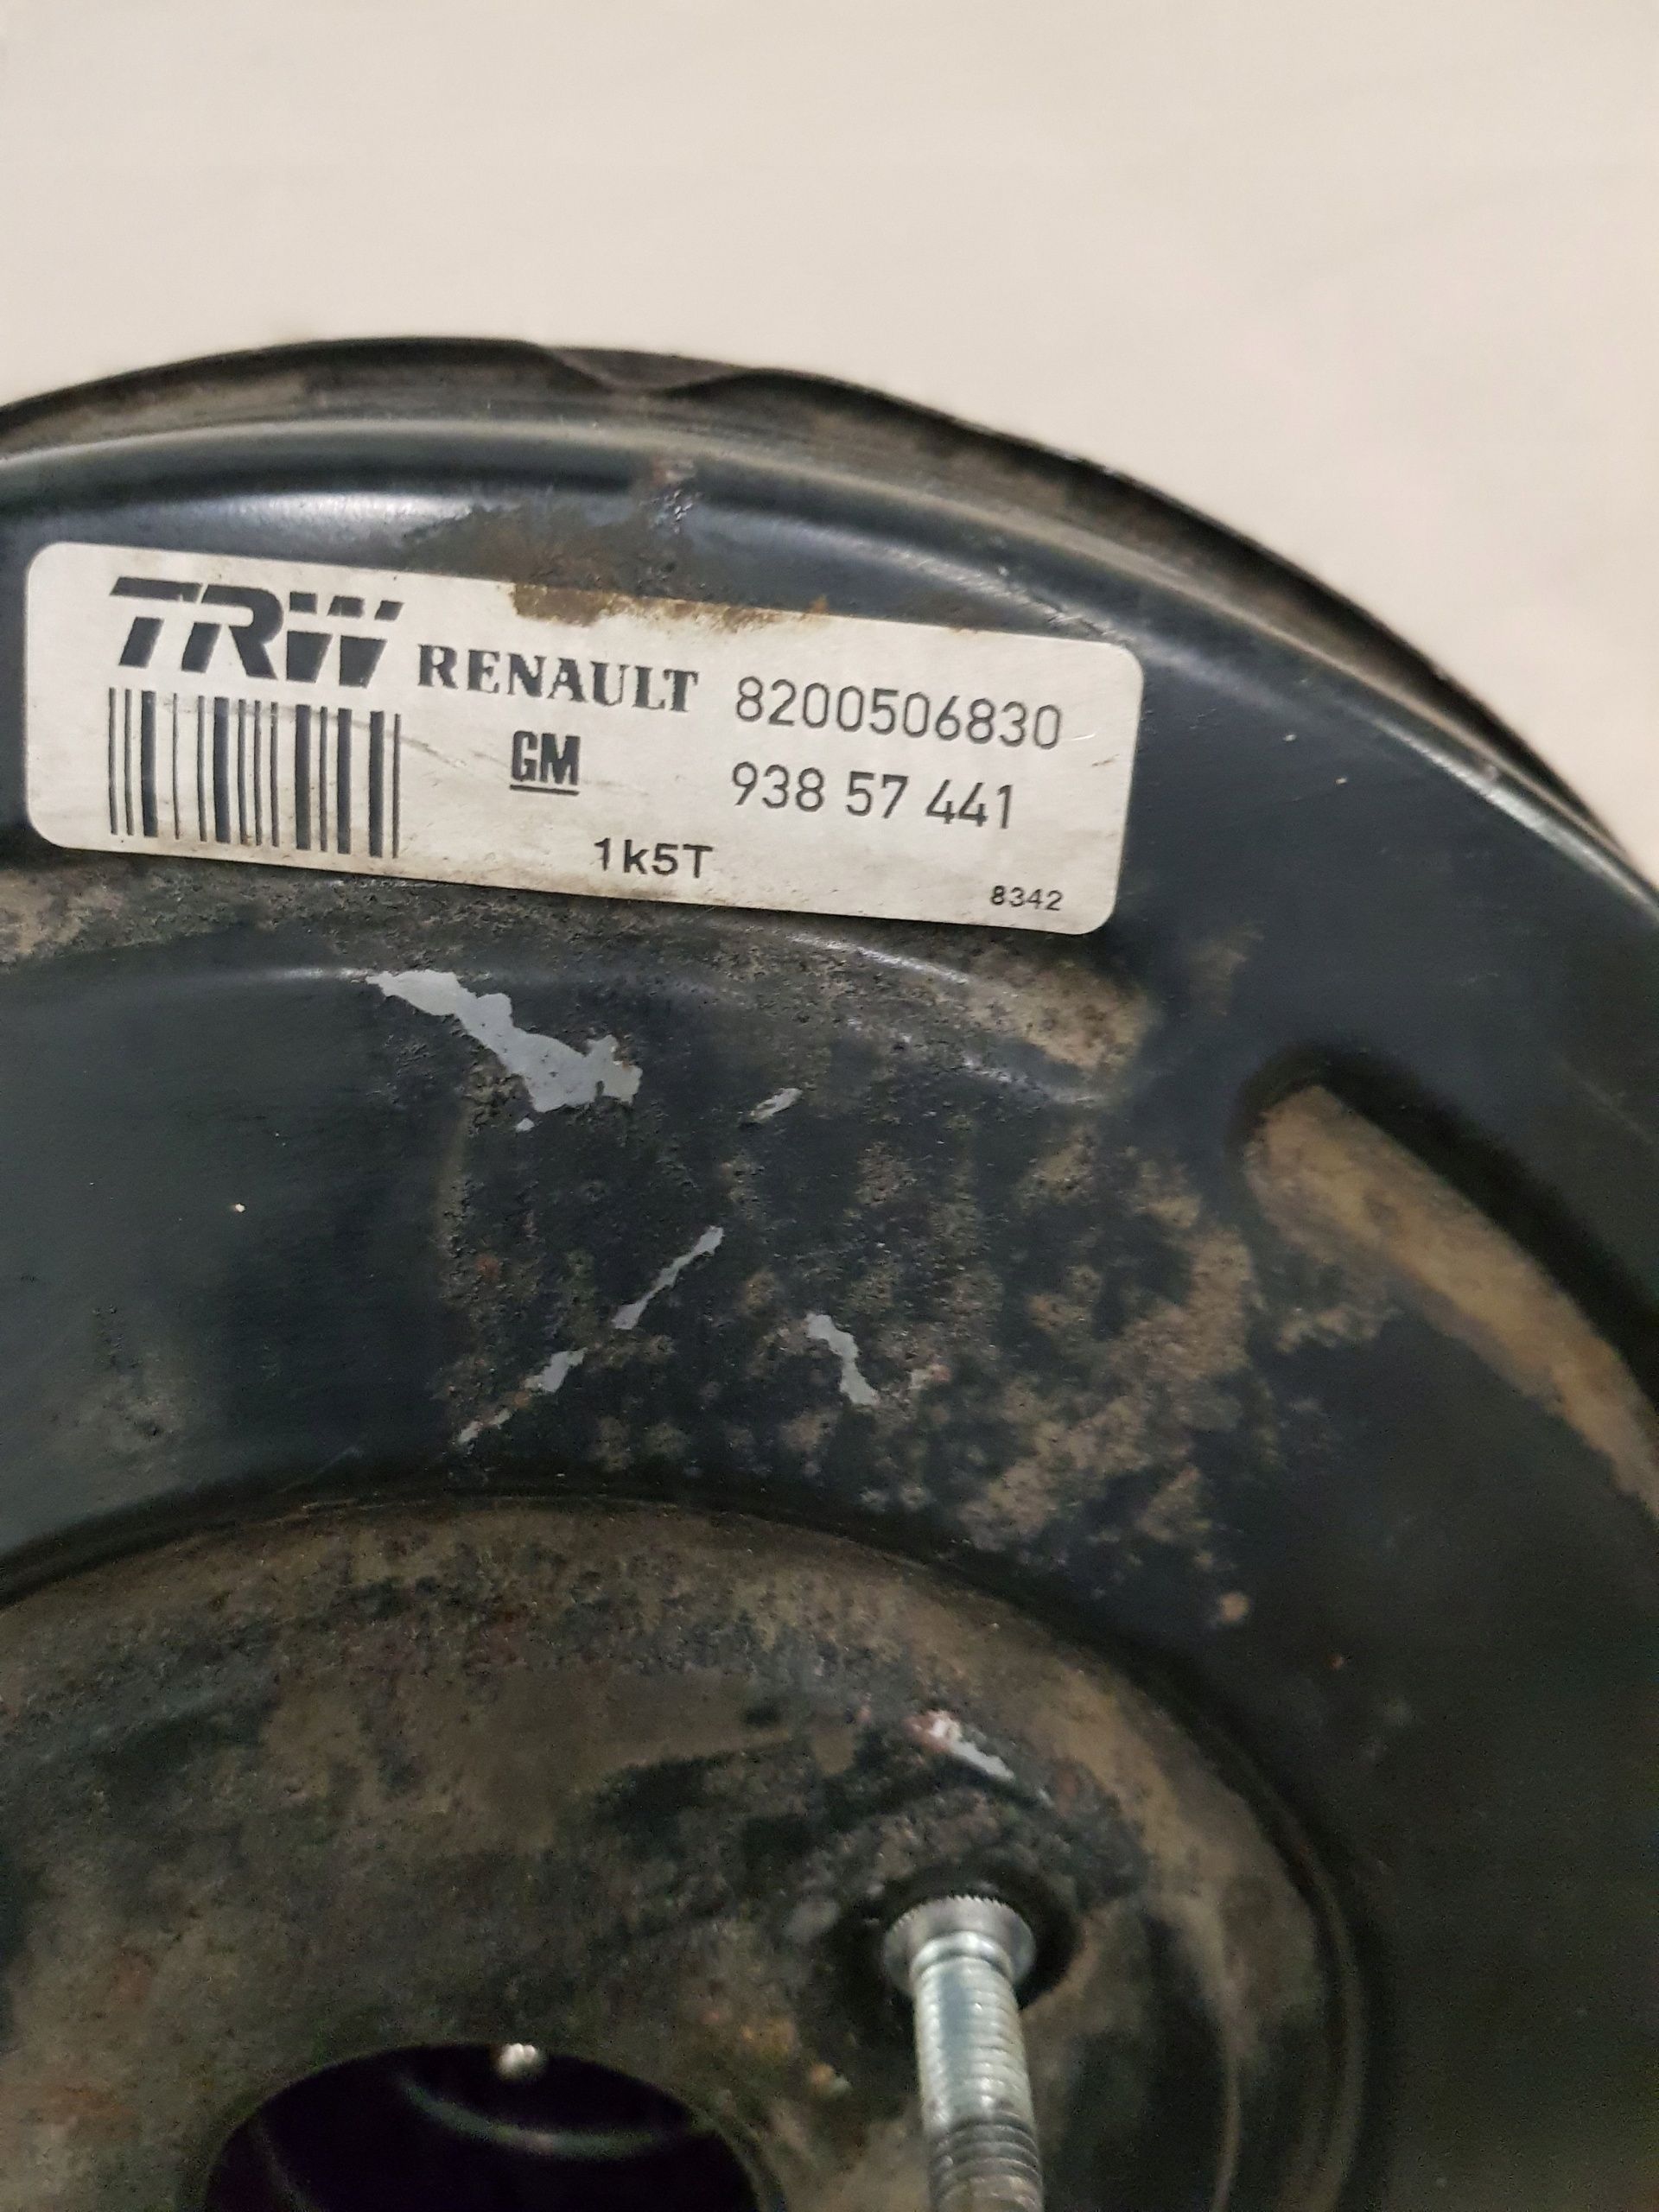 TRW RENAULT 8200506830
GM 938 57 441
1k5T
8342